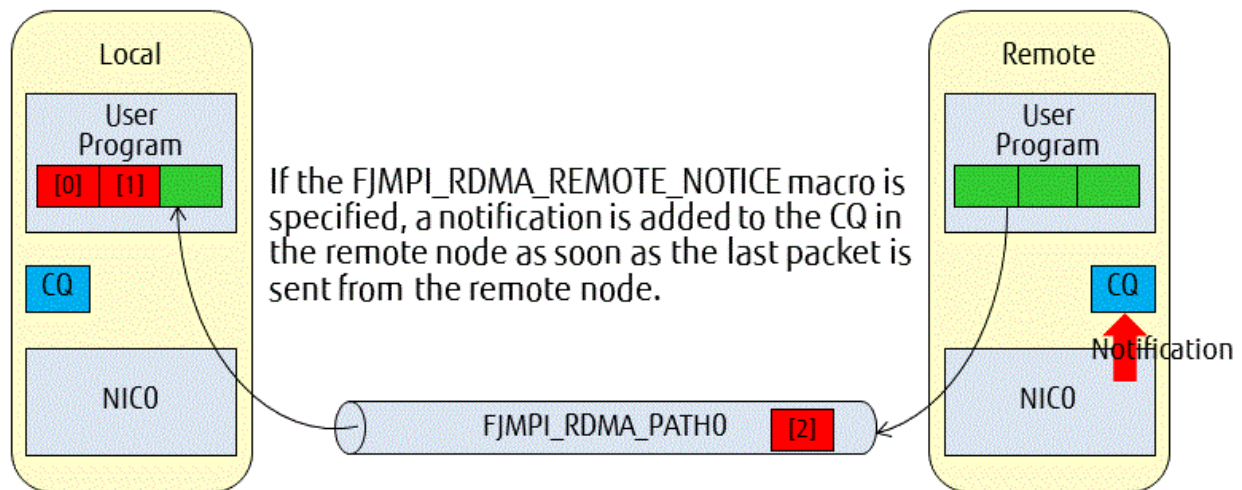 Local
User
Program
[0] [1]
CQ
NIC0
If the FJMPI_RDMA_REMOTE_NOTICE macro is
specified, a notification is added to the CQ in
the remote node as soon as the last packet is
sent from the remote node.
FJMPI_RDMA_PATH0 [2]
Remote
User
Program
CQ
Notification
NIC0